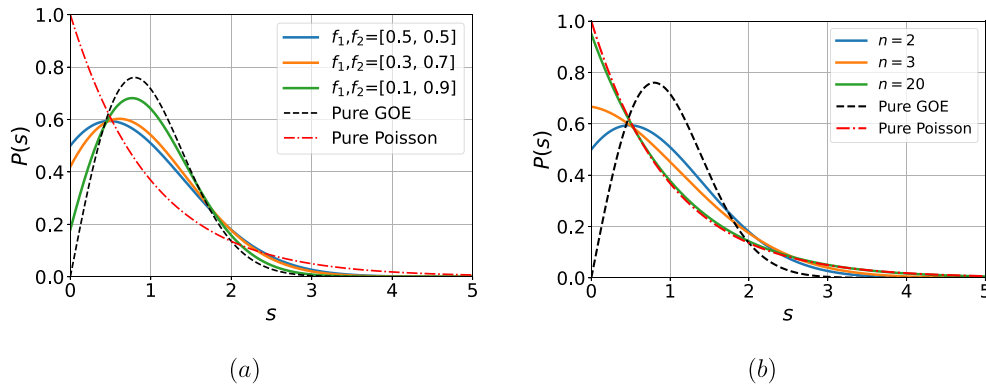 f₁,f₂=[0.5, 0.5]
f₁,f₂=[0.3, 0.7]
f₁,f₂=[0.1, 0.9]
Pure GOE
Pure Poisson
P(s)
1.0
0.8
0.6
0.4
0.2
0.0
0 1 2 3 4 5
s
(a)
n = 2
n = 3
n = 20
Pure GOE
Pure Poisson
P(s)
1.0
0.8
0.6
0.4
0.2
0.0
0 1 2 3 4 5
s
(b)